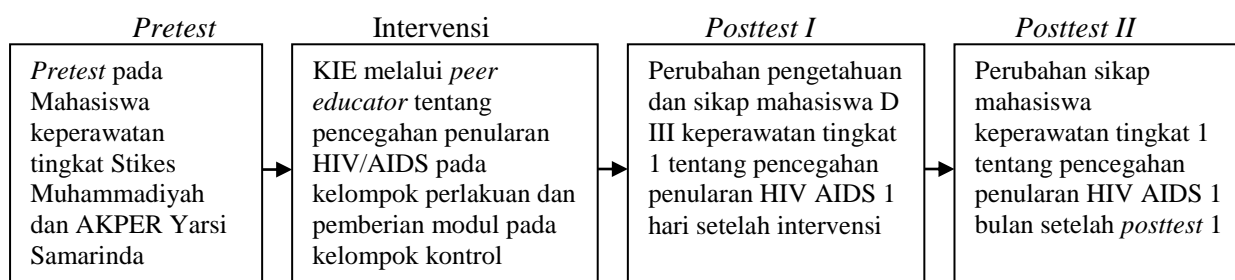 Pretest
Pretest pada
Mahasiswa
keperawatan
tingkat Stikes
Muhammadiyah
dan AKPER Yarsi
Samarinda
Intervensi
KIE melalui peer
educator tentang
pencegahan penularan
HIV/AIDS pada
kelompok perlakuan dan
pemberian modul pada
kelompok kontrol
Posttest I
Perubahan pengetahuan
dan sikap mahasiswa D
III keperawatan tingkat
1 tentang pencegahan
penularan HIV AIDS 1
hari setelah intervensi
Posttest II
Perubahan sikap
mahasiswa
keperawatan tingkat 1
tentang pencegahan
penularan HIV AIDS 1
bulan setelah posttest 1